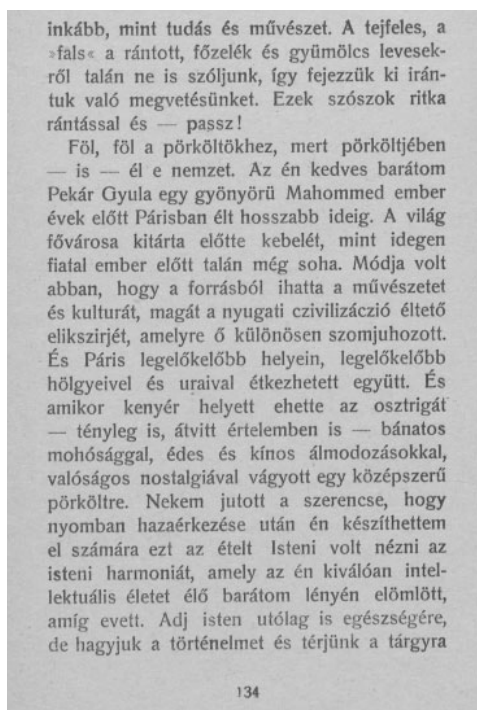 inkább, mint tudás és művészet. A tejfeles, a
»fals« a rántott, főzelék és gyümölcs levesek-
ről talán ne is szóljunk, így fejezzük ki irán-
tuk való megvetésünket. Ezek szószok ritka
rántással és — passz!
Föl, föl a pörköltökhez, mert pörköltjében
— is — él e nemzet. Az én kedves barátom
Pekár Gyula egy gyönyörü Mahommed ember
évek előtt Párisban élt hosszabb ideig. A világ
fővárosa kitárta előtte kebelét, mint idegen
fiatal ember előtt talán még soha. Módja volt
abban, hogy a forrásból ihatta a művészetet
és kulturát, magát a nyugati czivilizáczió éltető
elikszirjét, amelyre ő különösen szomjuhozott.
És Páris legelőkelőbb helyein, legelőkelőbb
hölgyeivel és uraival étkezhetett együtt. És
amikor kenyér helyett ehette az osztrigát
— tényleg is, átvitt értelemben is — bánatos
mohósággal, édes és kínos álmodozásokkal,
valóságos nostalgiával vágyott egy középszerű
pörköltre. Nekem jutott a szerencse, hogy
nyomban hazaérkezése után én készíthettem
el számára ezt az ételt Isteni volt nézni az
isteni harmoniát, amely az én kiválóan intel-
lektuális életet élő barátom lényén elömlött,
amíg evett. Adj isten utólag is egészségére,
de hagyjuk a történelmet és térjünk a tárgyra
134